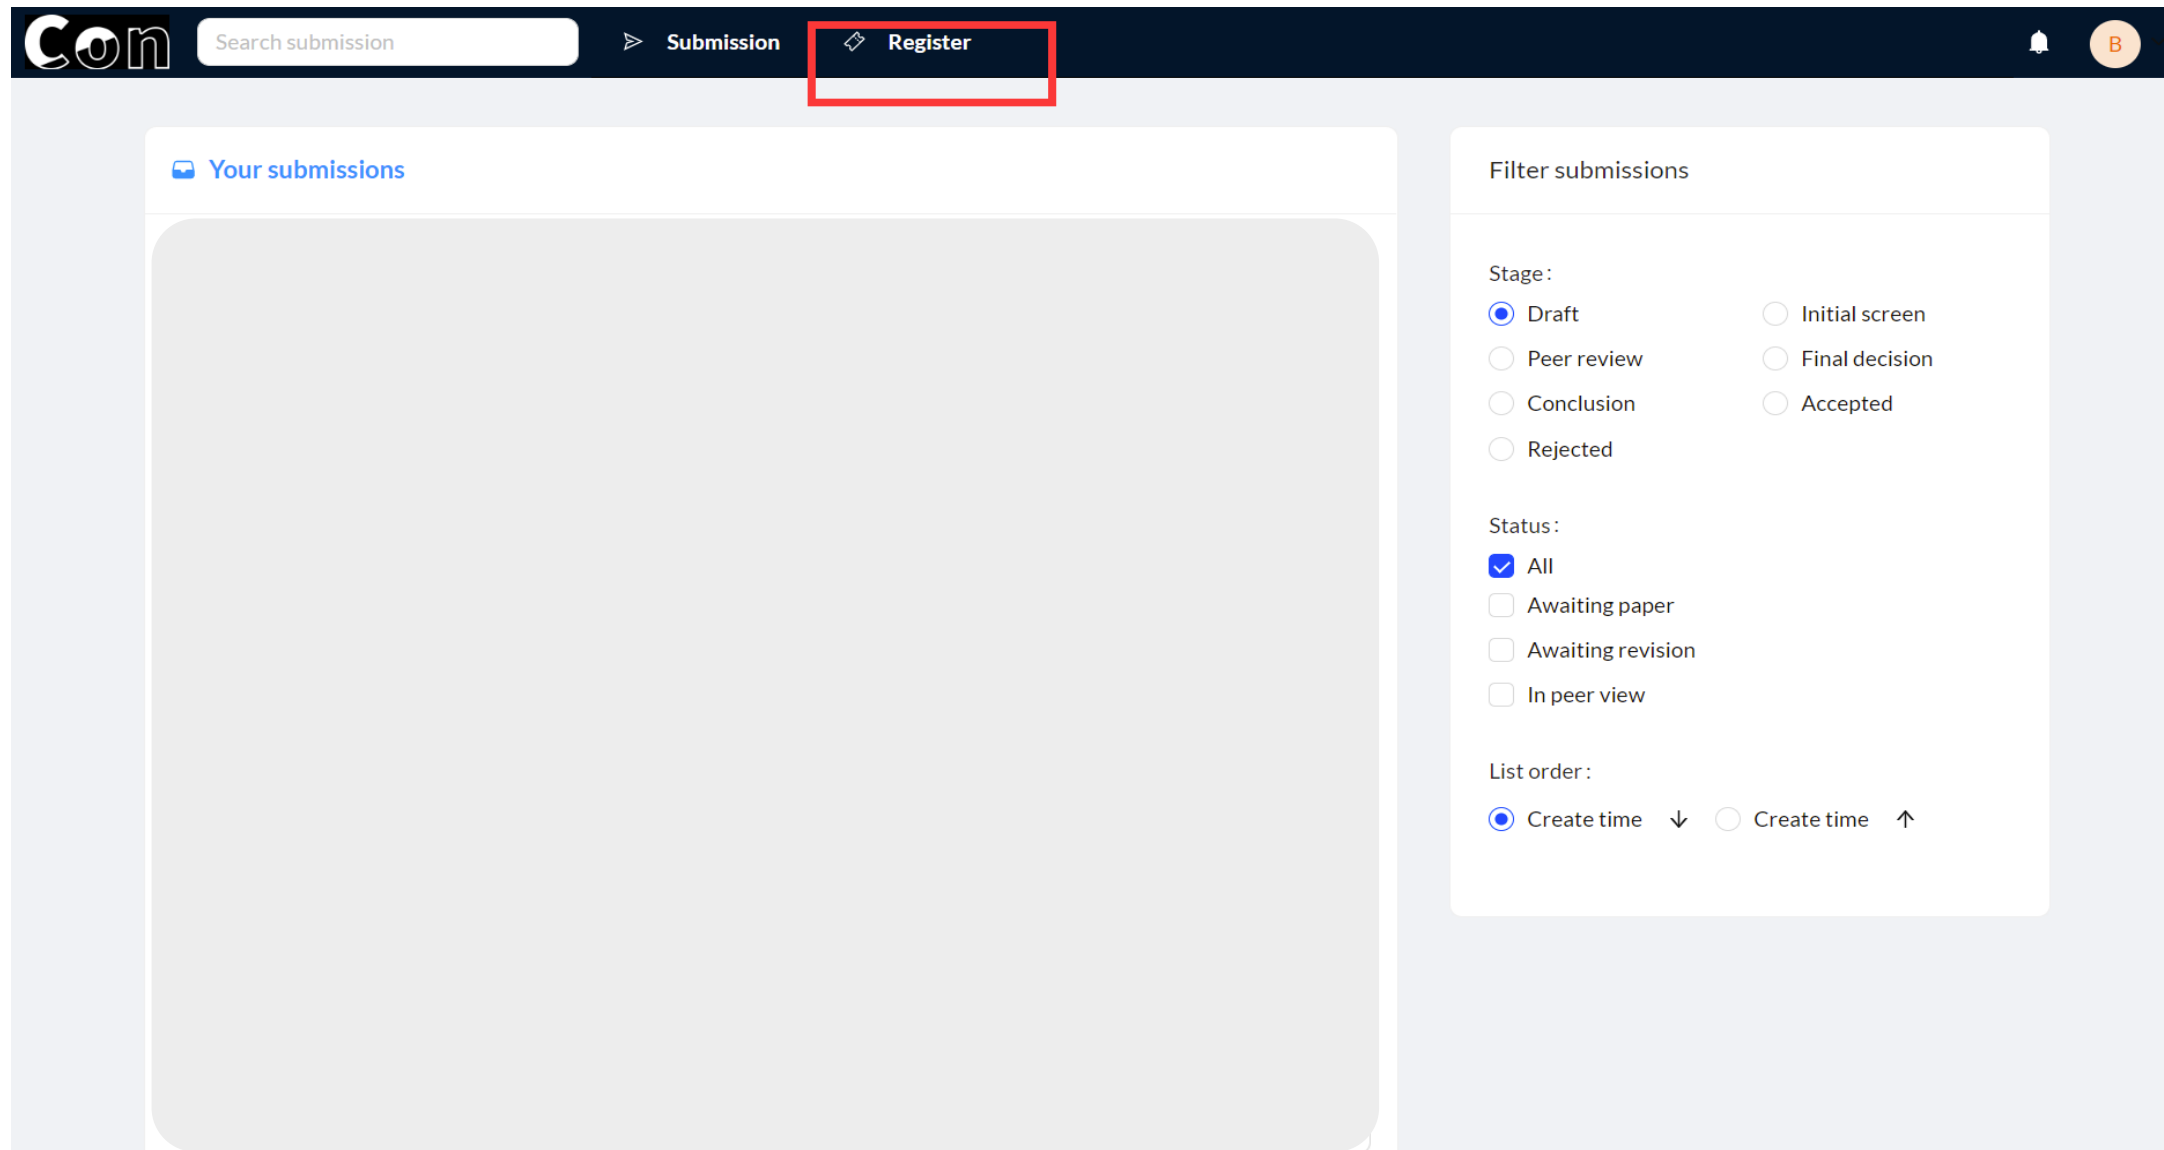 Con
Search submission
Submission
Register
B
Your submissions
Filter submissions
Stage:
Draft
Initial screen
Peer review
Final decision
Conclusion
Accepted
Rejected
Status:
All
Awaiting paper
Awaiting revision
In peer view
List order:
Create time ↓ Create time ↑